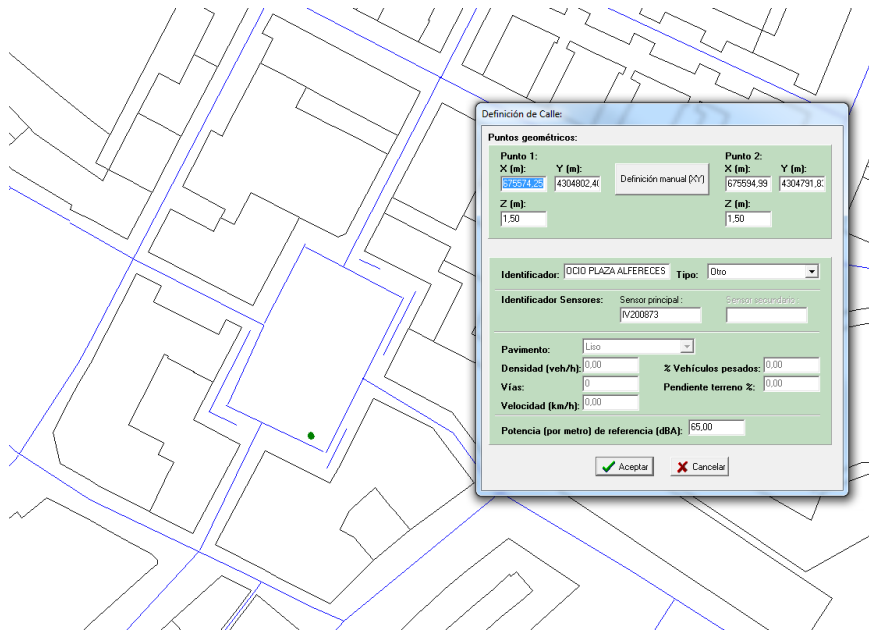 Definición de Calle:
Puntos geométricos:
Punto 1: Punto 2:
X (m): Y (m): X (m): Y (m):
675574,25 4304802,4( Definición manual (XY) 675594,99 4304791,8:
Z (m): Z (m):
1,50 1,50
Identificador: OCIO PLAZA ALFERECES Tipo: Otro
Identificador Sensores: Sensor principal : Sensor secundario :
IV200873
Pavimento: Liso
Densidad (veh/h): 0,00 % Vehículos pesados: 0,00
Vías: 0 Pendiente terreno %: 0,00
Velocidad (km/h): 0,00
Potencia (por metro) de referencia (dBA): 65,00
Aceptar Cancelar